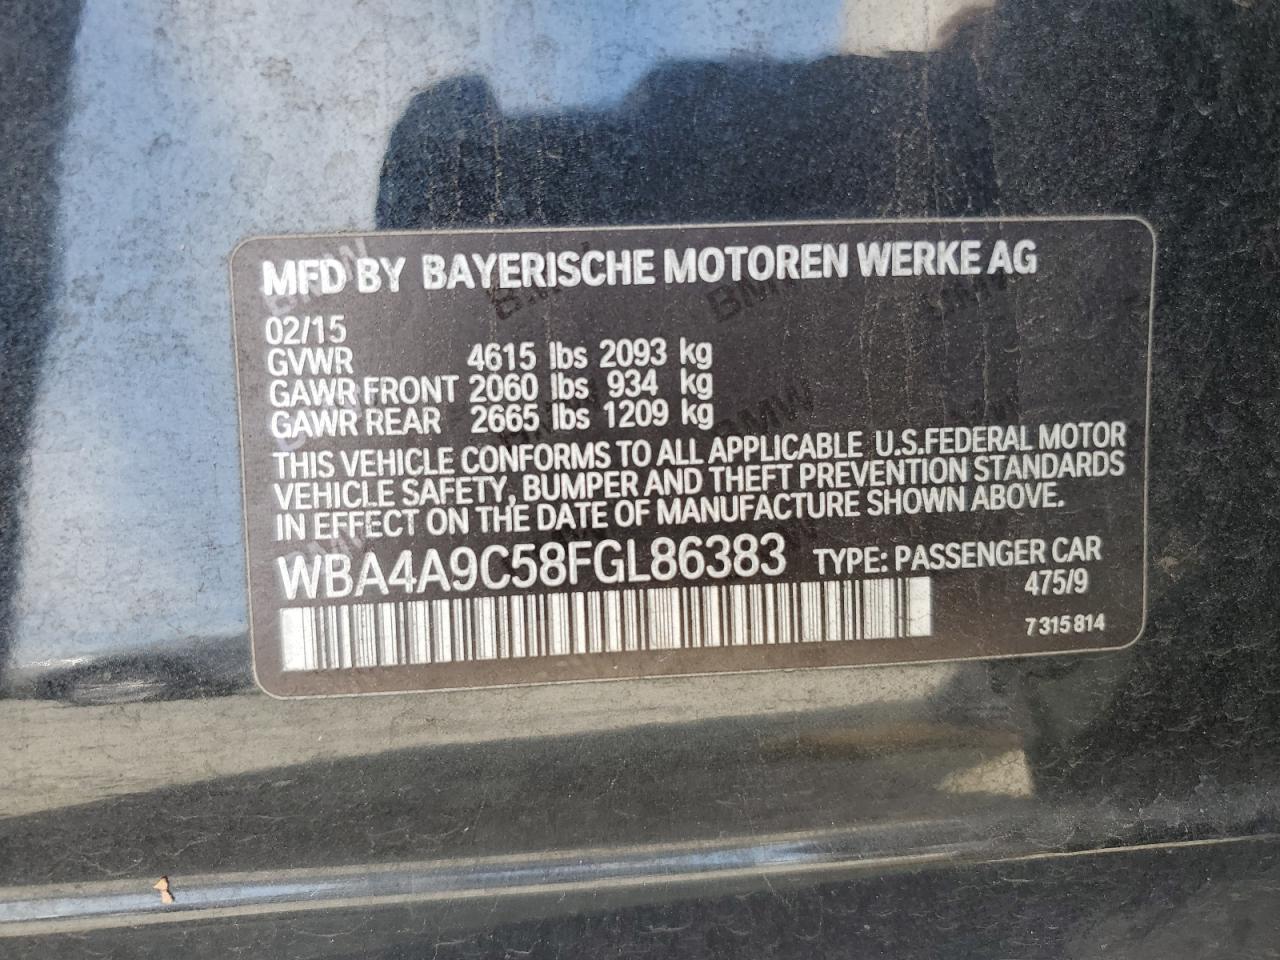 MFD BY BAYERISCHE MOTOREN WERKE AG
02/15
GVWR 4615 lbs 2093 kg
GAWR FRONT 2060 lbs 934 kg
GAWR REAR 2665 lbs 1209 kg
THIS VEHICLE CONFORMS TO ALL APPLICABLE U.S.FEDERAL MOTOR
VEHICLE SAFETY, BUMPER AND THEFT PREVENTION STANDARDS
IN EFFECT ON THE DATE OF MANUFACTURE SHOWN ABOVE.
WBA4A9C58FGL86383 TYPE: PASSENGER CAR
475/9
7 315 814